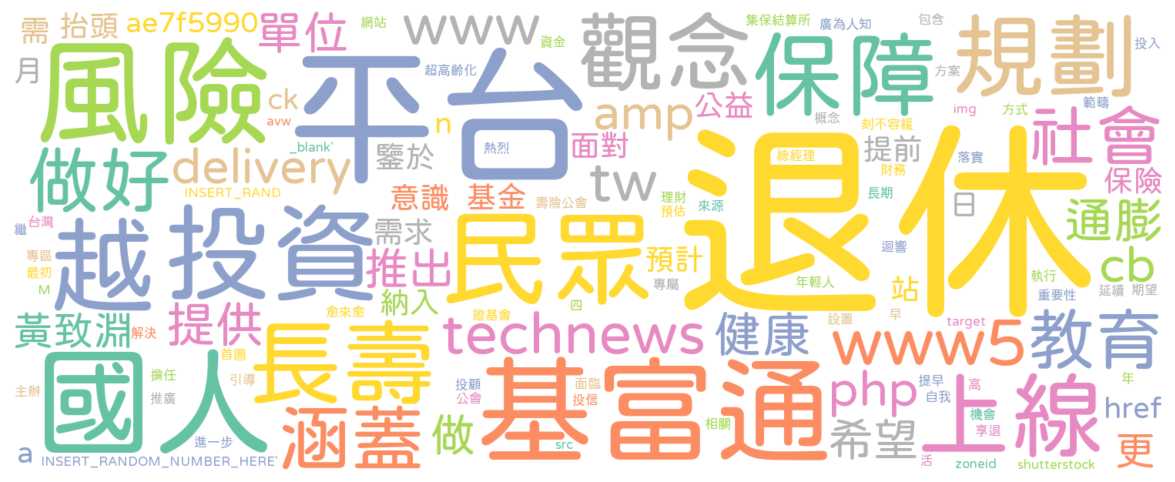 需 抬頭 ae7f5990 單位 網站 www 資金 觀念 集保結算所 廣為人知 包含 規劃 投入
月 風險 平台 超高齡化 保障 方案
ck avw n amp 公益 概念 刻不容緩 img 方式 範疇 社會
做好 delivery _blank' 鑒於 熱烈 面對 總經理 提前 落實 財務
INSERT_RAND 意識 基金 壽險公會 tw 理財 預估 來源 長期 保險
繼 台灣 越 投資 需求 民眾 退休 日 通膨
專區 最初 M 推出 納入 預計 專屬 迴響 年輕人 站 執行 cb 重要性 延續 期望
黃致淵 解決 提供 愈來愈 證基會 四 設置 早 target
首圈 長壽 technews 健康 www5 教育
主辦 國人 擔任 推廣 引導 投顧 公會 基富通 面臨 投信 php 提早 自我 高 機會 享退 上線 年 href
進一步 涵蓋 做 src 相關 希望 更
a INSERT_RANDOM_NUMBER_HERE' 活 zoneid shutterstock